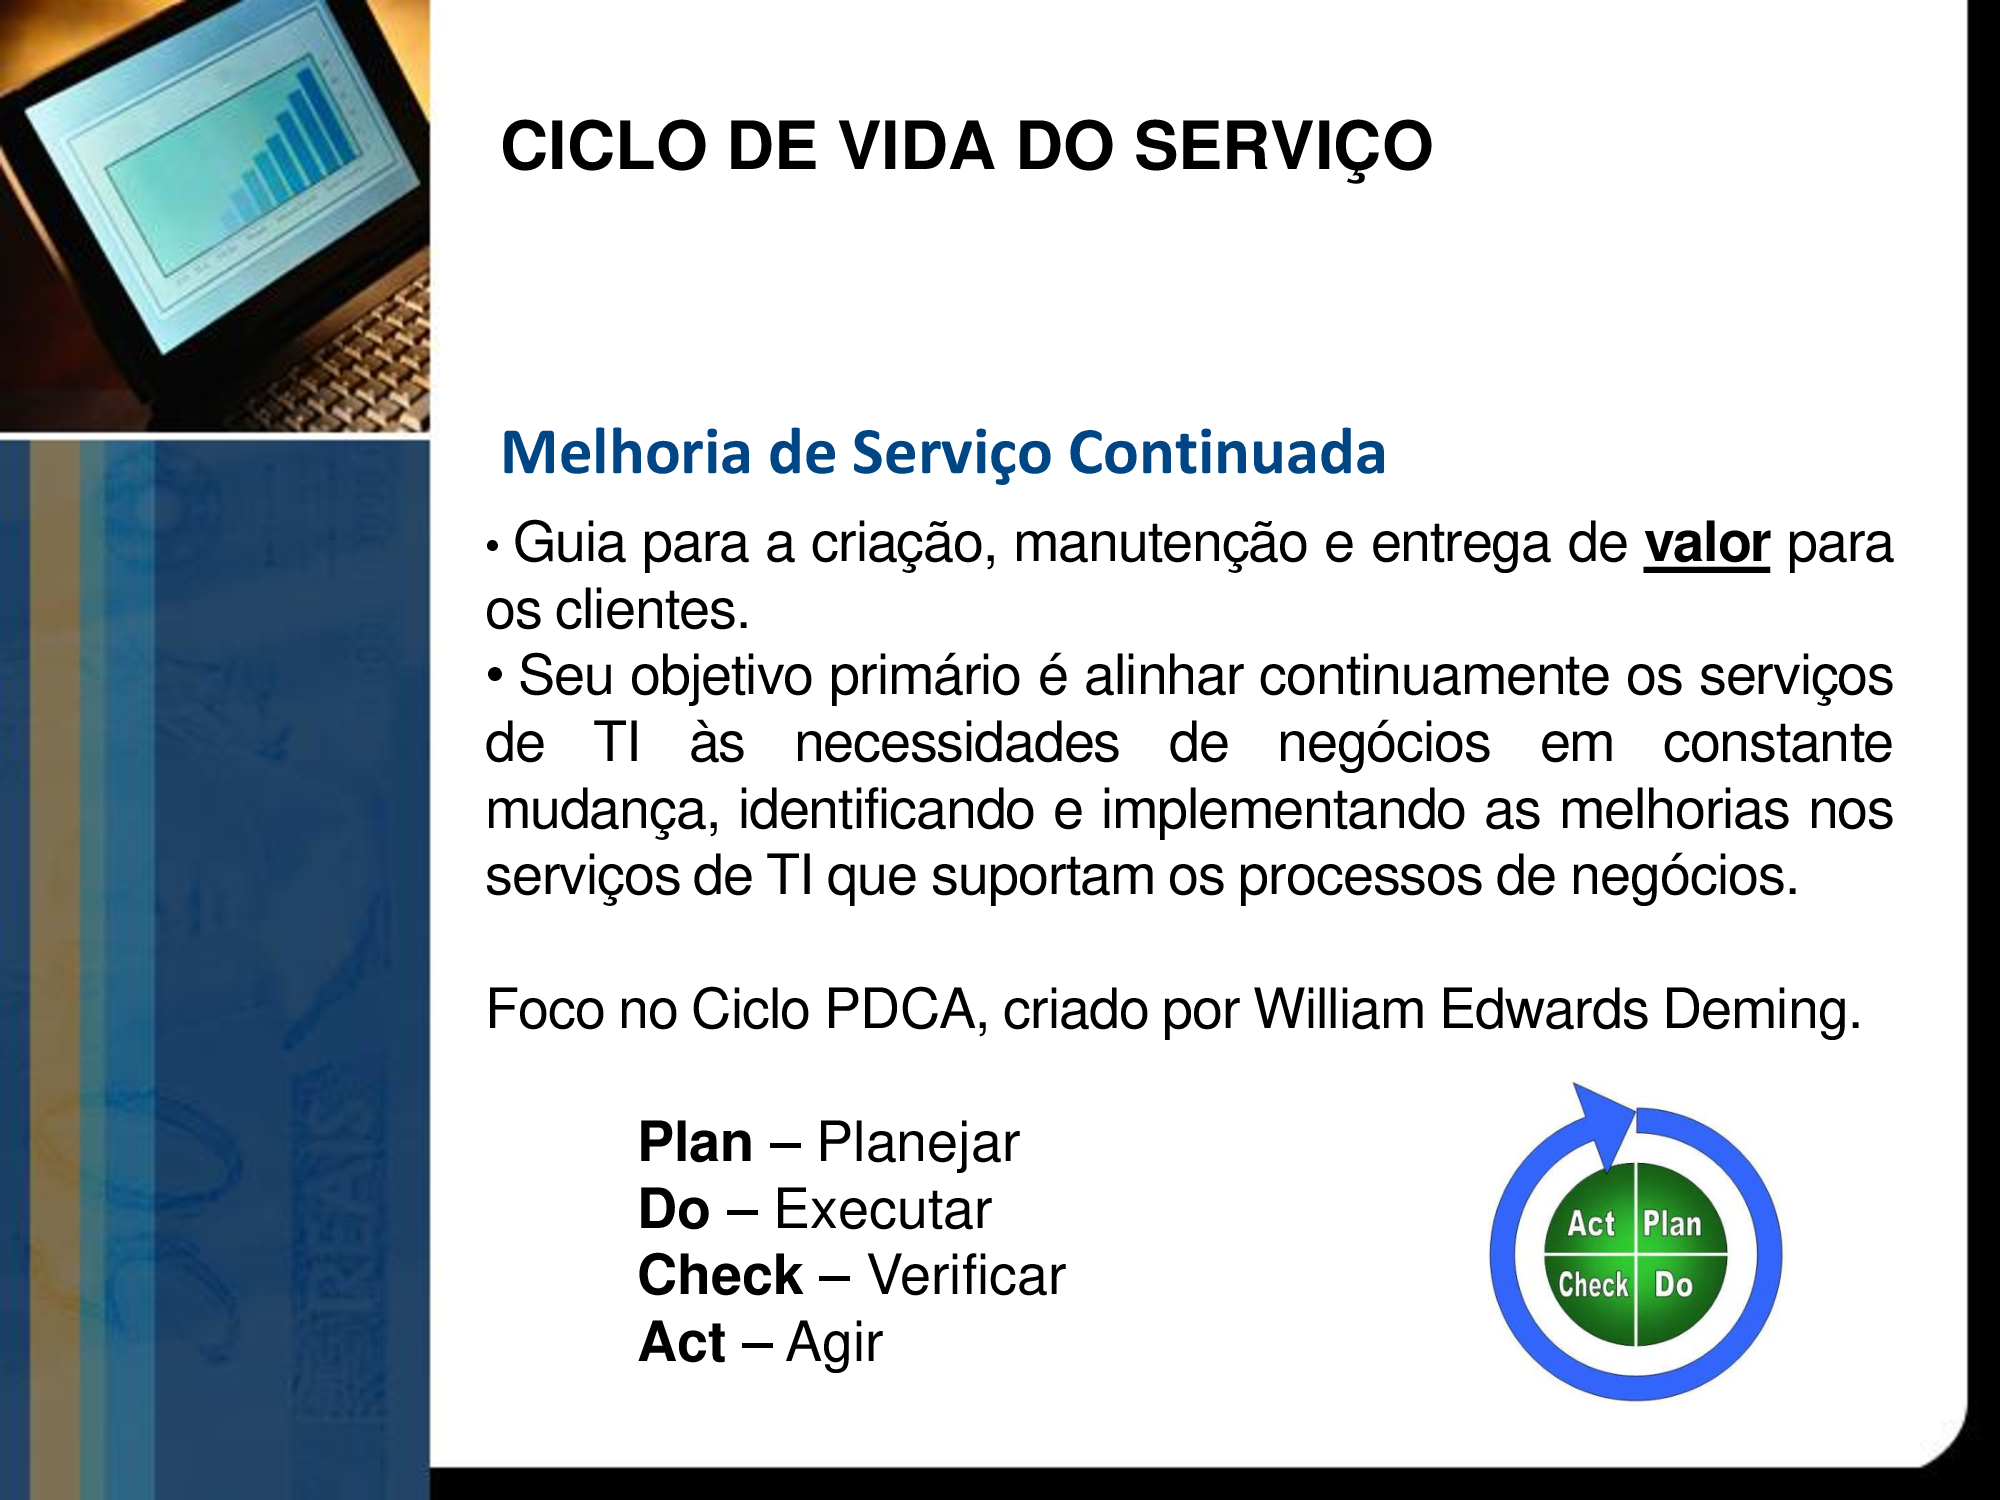 CICLO DE VIDA DO SERVIÇO
Melhoria de Serviço Continuada
• Guia para a criação, manutenção e entrega de valor para
os clientes.
• Seu objetivo primário é alinhar continuamente os serviços
de TI às necessidades de negócios em constante
mudança, identificando e implementando as melhorias nos
serviços de TI que suportam os processos de negócios.
Foco no Ciclo PDCA, criado por William Edwards Deming.
Plan – Planejar
Do – Executar
Check – Verificar
Act – Agir
Act Plan
Check Do
REAIS